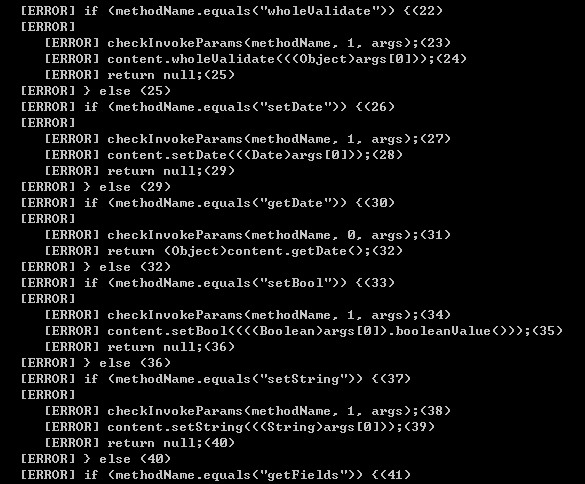 [ERROR] if (methodName.equals("wholeValidate")) {(22)
[ERROR]
[ERROR] checkInvokeParams(methodName, 1, args);(23)
[ERROR] content.wholeValidate(((Object)args[0]));(24)
[ERROR] return null;(25)
[ERROR] } else (25)
[ERROR] if (methodName.equals("setDate")) {(26)
[ERROR]
[ERROR] checkInvokeParams(methodName, 1, args);(27)
[ERROR] content.setDate(((Date)args[0]));(28)
[ERROR] return null;(29)
[ERROR] } else (29)
[ERROR] if (methodName.equals("getDate")) {(30)
[ERROR]
[ERROR] checkInvokeParams(methodName, 0, args);(31)
[ERROR] return (Object)content.getDate();(32)
[ERROR] } else (32)
[ERROR] if (methodName.equals("setBool")) {(33)
[ERROR]
[ERROR] checkInvokeParams(methodName, 1, args);(34)
[ERROR] content.setBool((((Boolean)args[0]).booleanValue()));(35)
[ERROR] return null;(36)
[ERROR] } else (36)
[ERROR] if (methodName.equals("setString")) {(37)
[ERROR]
[ERROR] checkInvokeParams(methodName, 1, args);(38)
[ERROR] content.setString(((String)args[0]));(39)
[ERROR] return null;(40)
[ERROR] } else (40)
[ERROR] if (methodName.equals("getFields")) {(41)